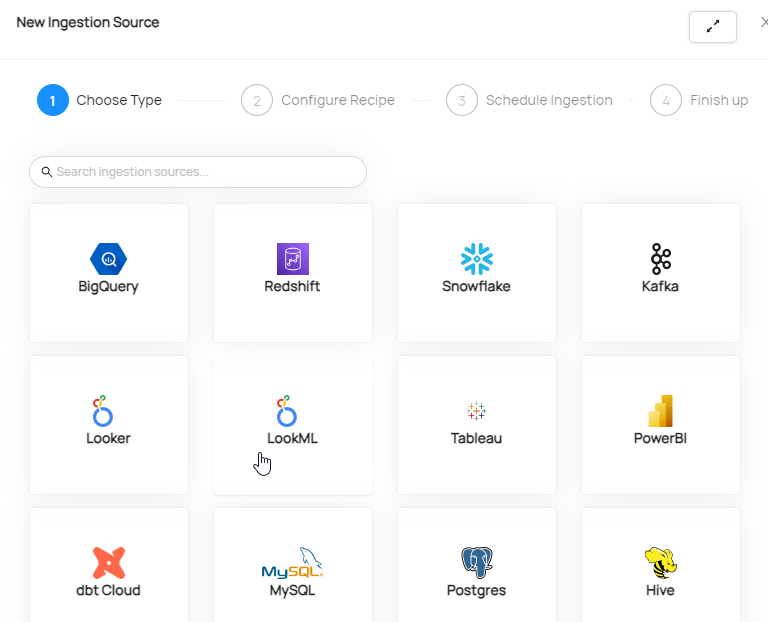 New Ingestion Source
1 Choose Type 2 Configure Recipe 3 Schedule Ingestion 4 Finish up
Search ingestion sources...
BigQuery Redshift Snowflake Kafka
Looker LookML Tableau PowerBI
MySQL
dbt Cloud MySQL Postgres Hive